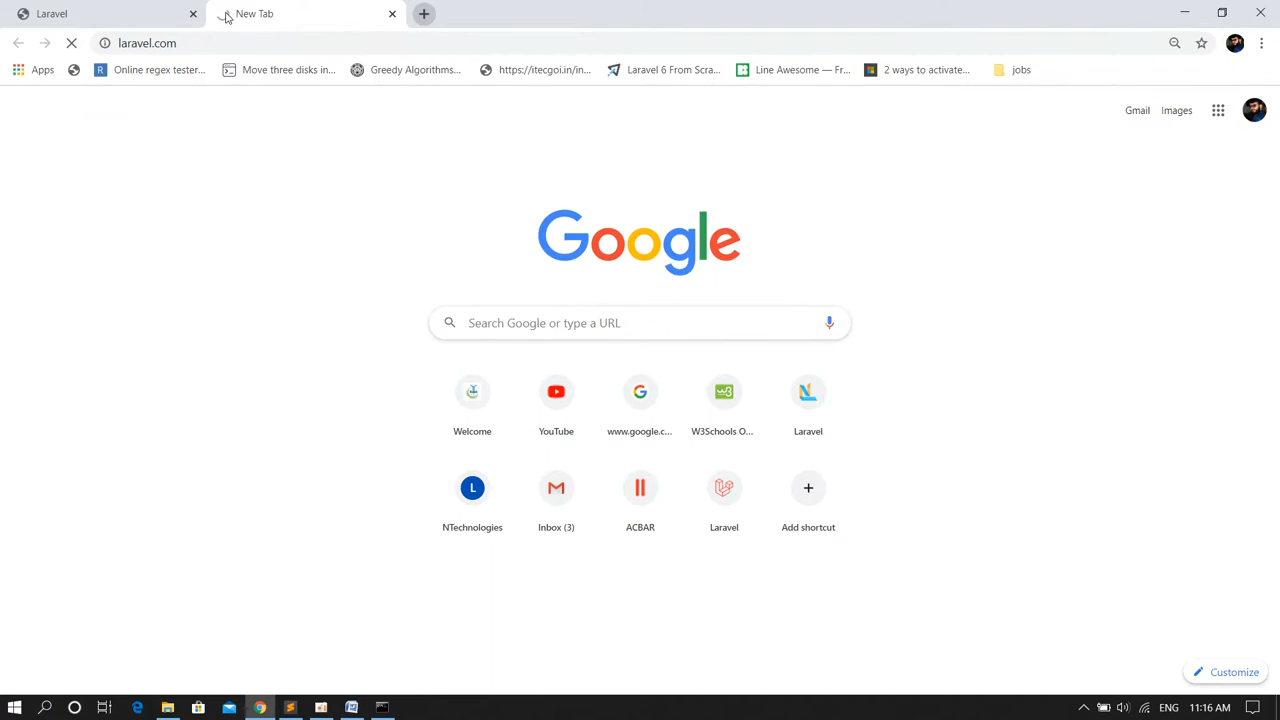 Laravel
New Tab
laravel.com
Apps
Online regex tester...
Move three disks in...
Greedy Algorithms...
https://itecgoi.in/in...
Laravel 6 From Scra...
Line Awesome — Fr...
2 ways to activate...
jobs
Gmail
Images
Google
Search Google or type a URL
Welcome
YouTube
www.google.c...
W3Schools O...
Laravel
L
NTechnologies
Inbox (3)
ACBAR
Laravel
Add shortcut
Customize
ENG
11:16 AM